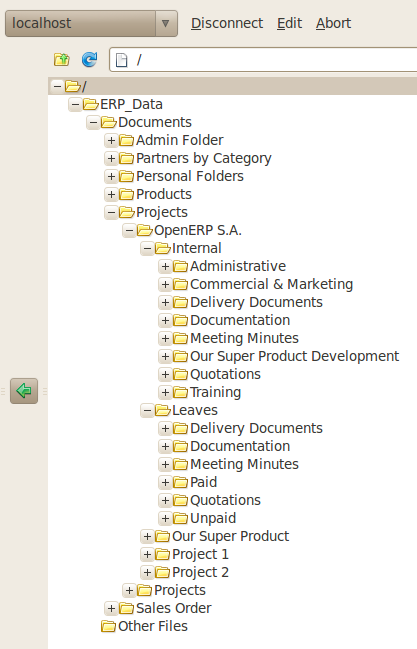 localhost Disconnect Edit Abort
/
/
ERP_Data
Documents
Admin Folder
Partners by Category
Personal Folders
Products
Projects
OpenERP S.A.
Internal
Administrative
Commercial & Marketing
Delivery Documents
Documentation
Meeting Minutes
Our Super Product Development
Quotations
Training
Leaves
Delivery Documents
Documentation
Meeting Minutes
Paid
Quotations
Unpaid
Our Super Product
Project 1
Project 2
Projects
Sales Order
Other Files